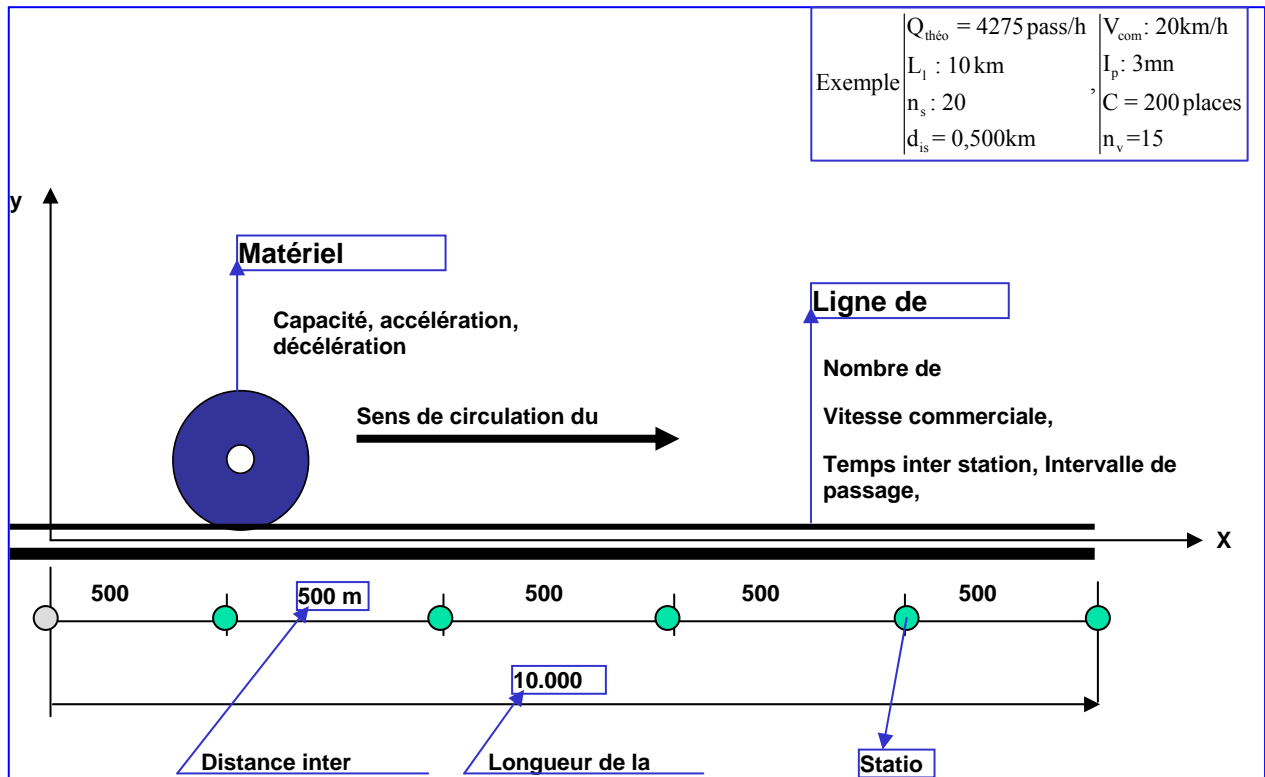 Exemple
Q_théo = 4275 pass/h
L_l : 10 km
n_s : 20
d_is = 0,500km
,
V_com : 20km/h
I_p : 3mn
C = 200 places
n_v =15
y
Matériel
Capacité, accélération,
décélération
Ligne de
Nombre de
Vitesse commerciale,
Temps inter station, Intervalle de
passage,
Sens de circulation du
X
500
500 m
500
500
500
10.000
Distance inter
Longueur de la
Statio